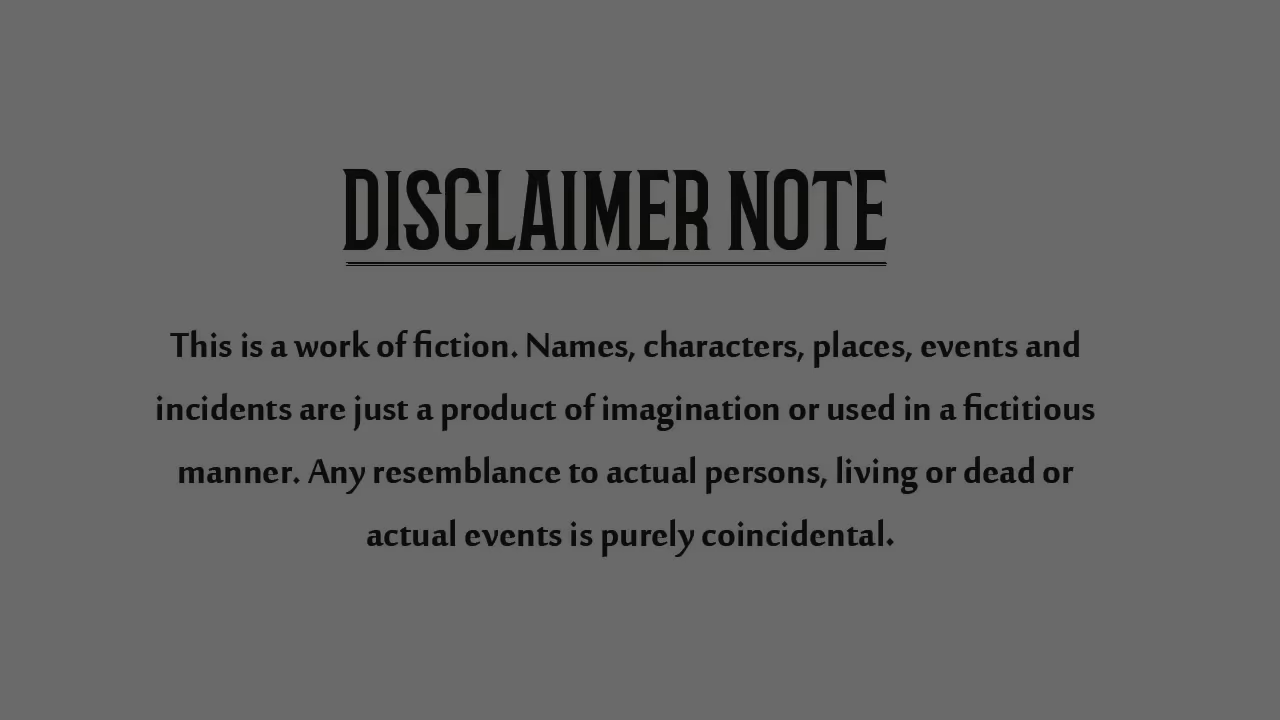 DISCLAIMER NOTE
This is a work of fiction. Names, characters, places, events and
incidents are just a product of imagination or used in a fictitious
manner. Any resemblance to actual persons, living or dead or
actual events is purely coincidental.